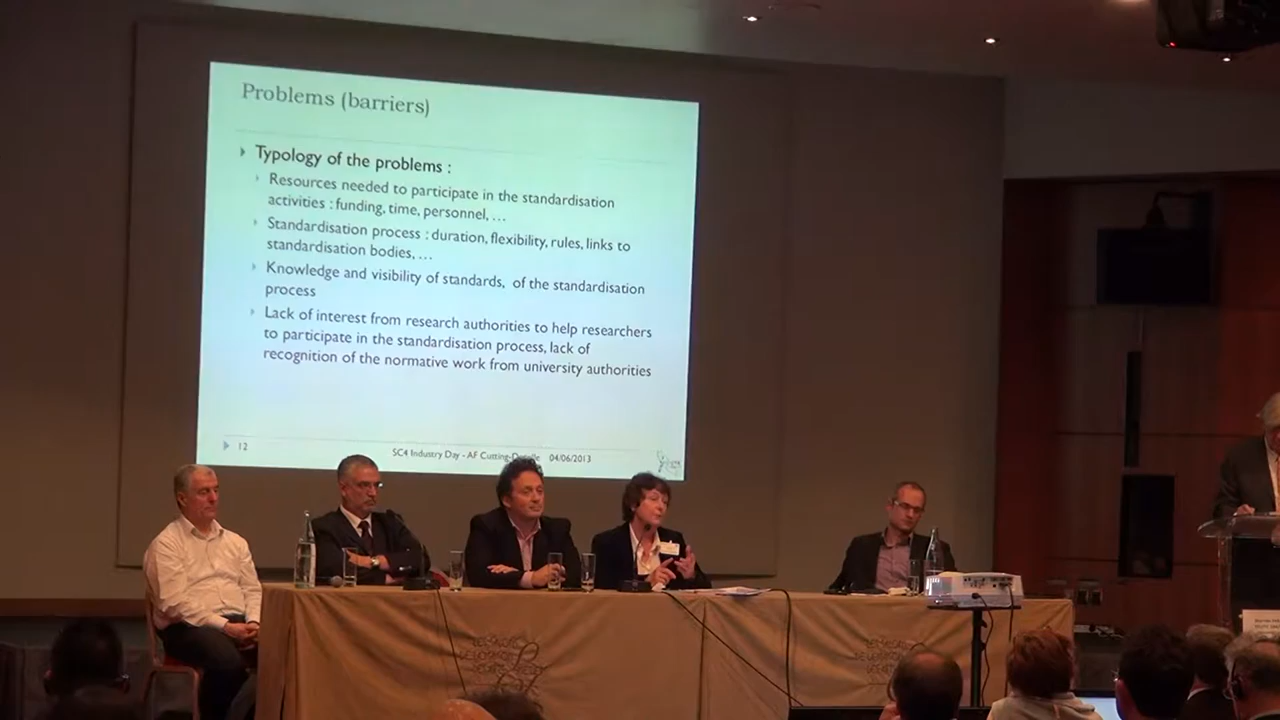 Problems (barriers)
Typology of the problems :
Resources needed to participate in the standardisation
activities : funding, time, personnel, …
Standardisation process : duration, flexibility, rules, links to
standardisation bodies, …
Knowledge and visibility of standards, of the standardisation
process
Lack of interest from research authorities to help researchers
to participate in the standardisation process, lack of
recognition of the normative work from university authorities
12
SC4 Industry Day - AF Cutting-
04/06/2013